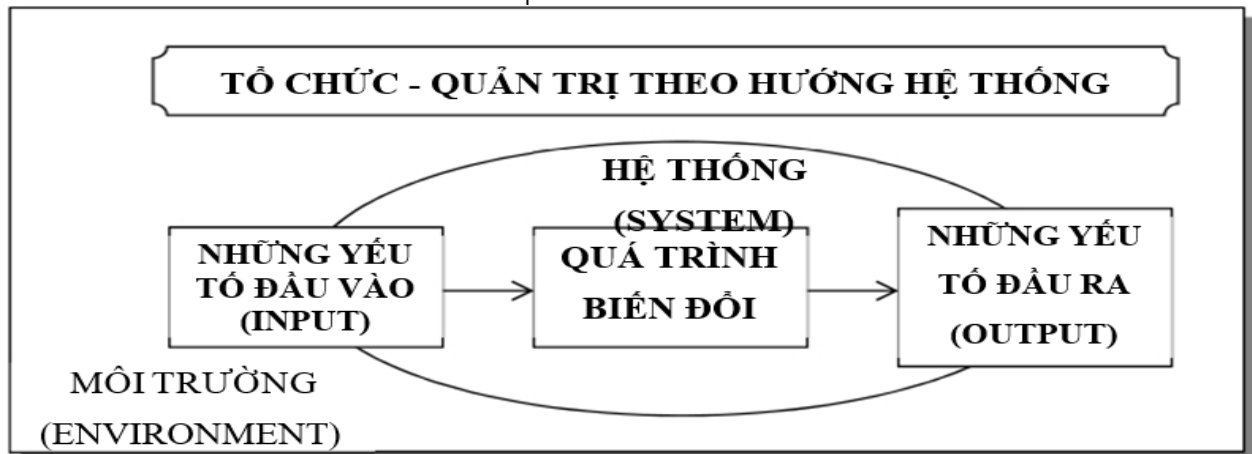 TỔ CHỨC - QUẢN TRỊ THEO HƯỚNG HỆ THỐNG
HỆ THỐNG
(SYSTEM)
NHỮNG YẾU
TỐ ĐẦU VÀO
(INPUT)
QUÁ TRÌNH
BIẾN ĐỔI
NHỮNG YẾU
TỐ ĐẦU RA
(OUTPUT)
MÔI TRƯỜNG
(ENVIRONMENT)